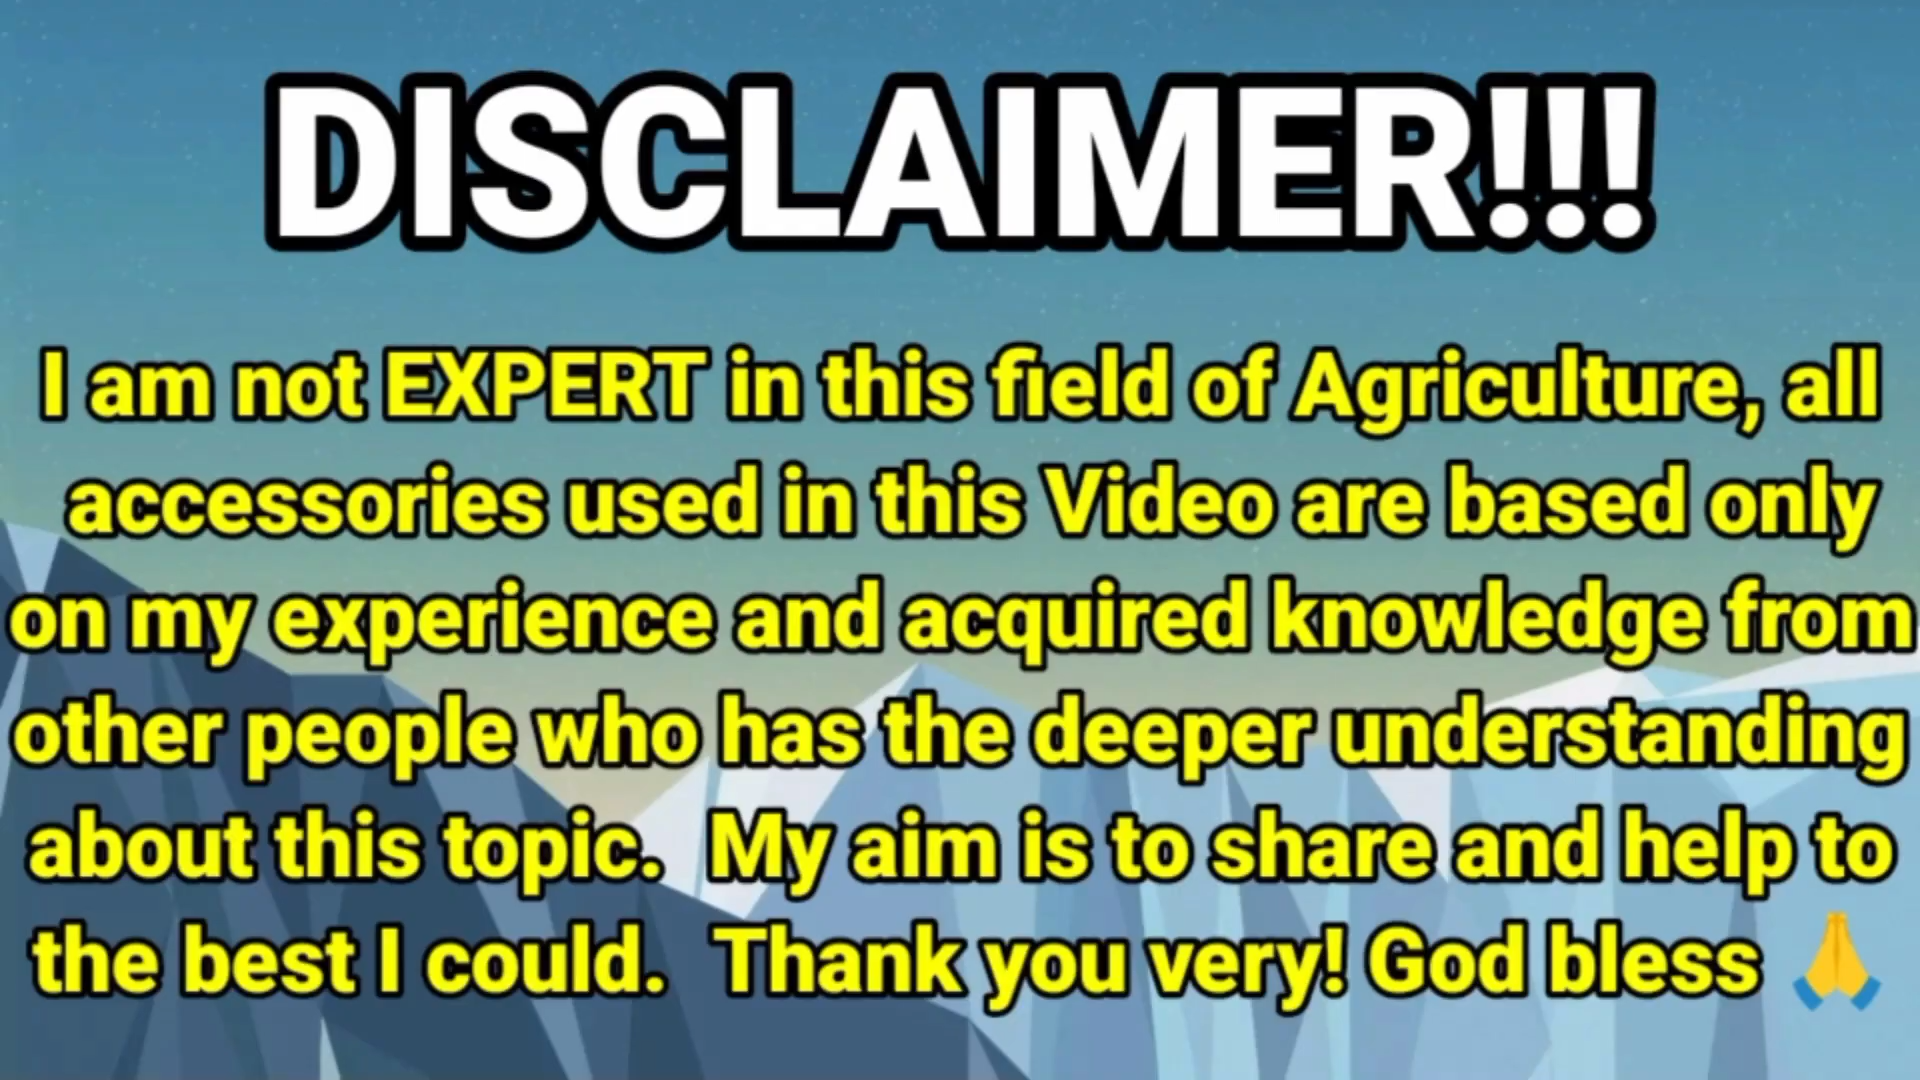 DISCLAIMER!!!
I am not EXPERT in this field of Agriculture, all
accessories used in this Video are based only
on my experience and acquired knowledge from
other people who has the deeper understanding
about this topic.  My aim is to share and help to
the best I could.  Thank you very! God bless 🙏